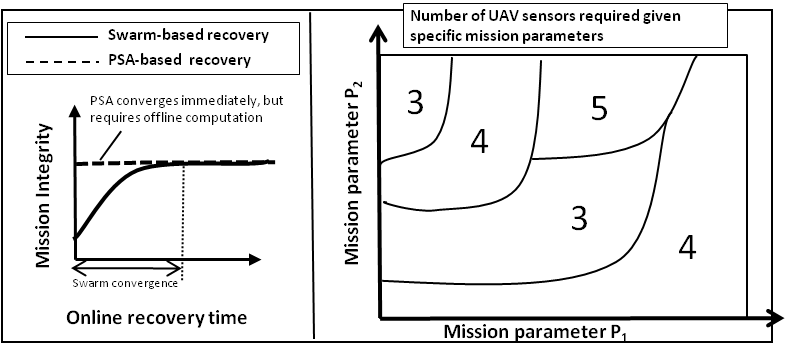 Swarm-based recovery
PSA-based recovery
PSA converges immediately, but
requires offline computation
Mission Integrity
Swarm convergence
Online recovery time
Number of UAV sensors required given
specific mission parameters
Mission parameter P2
3
4
5
3
4
Mission parameter P1